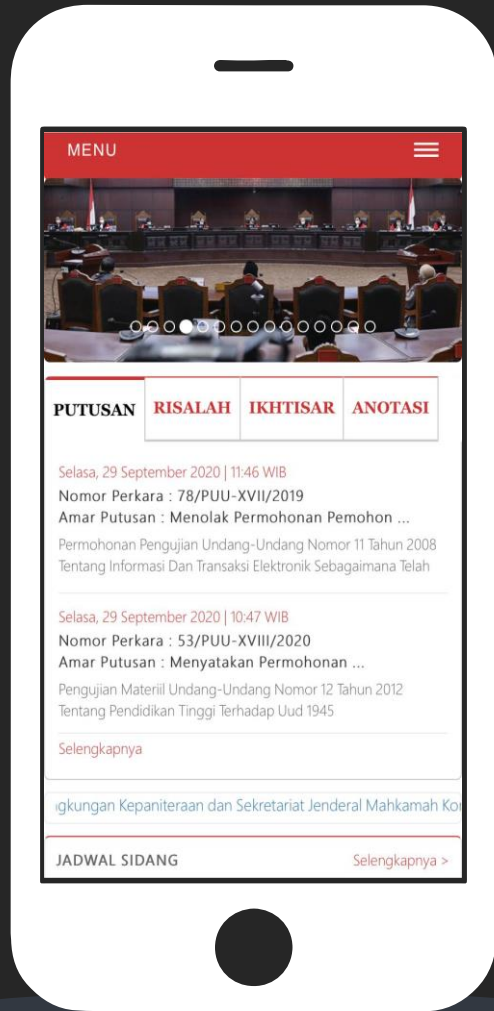 MENU
PUTUSAN RISALAH IKHTISAR ANOTASI
Selasa, 29 September 2020 | 11:46 WIB
Nomor Perkara : 78/PUU-XVII/2019
Amar Putusan : Menolak Permohonan Pemohon ...
Permohonan Pengujian Undang-Undang Nomor 11 Tahun 2008
Tentang Informasi Dan Transaksi Elektronik Sebagaimana Telah
Selasa, 29 September 2020 | 10:47 WIB
Nomor Perkara : 53/PUU-XVIII/2020
Amar Putusan : Menyatakan Permohonan ...
Pengujian Materiil Undang-Undang Nomor 12 Tahun 2012
Tentang Pendidikan Tinggi Terhadap Uud 1945
Selengkapnya
gkungan Kepaniteraan dan Sekretariat Jenderal Mahkamah Kon
JADWAL SIDANG Selengkapnya >